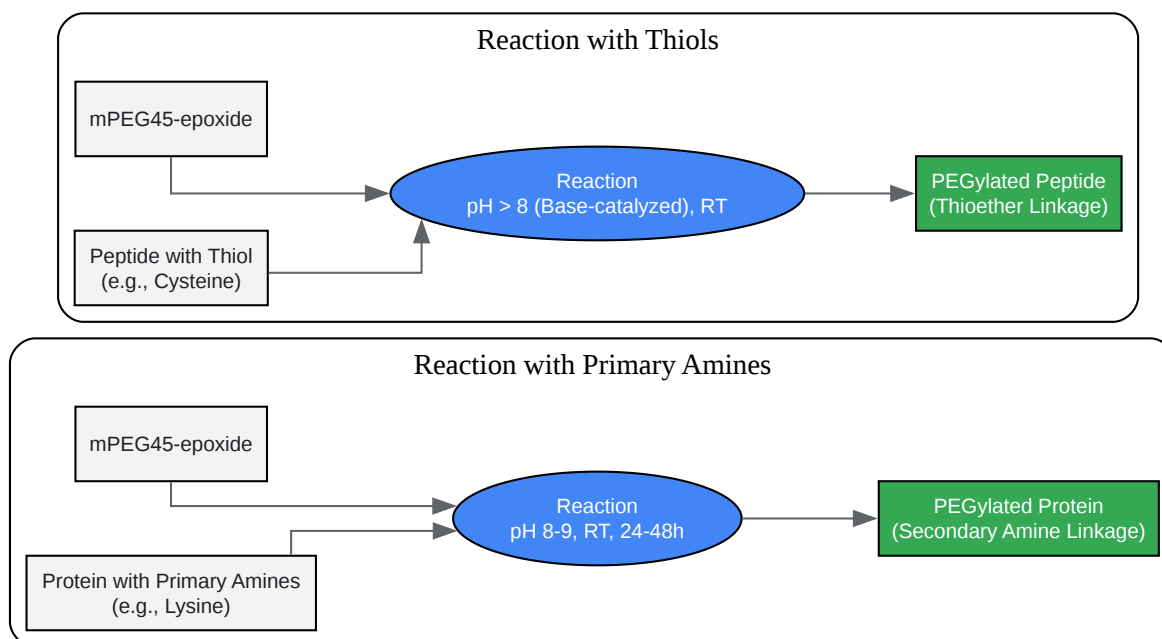 Reaction with Thiols
mPEG45-epoxide
Reaction
pH > 8 (Base-catalyzed), RT
PEGylated Peptide
(Thioether Linkage)
Peptide with Thiol
(e.g., Cysteine)
Reaction with Primary Amines
mPEG45-epoxide
Reaction
pH 8-9, RT, 24-48h
PEGylated Protein
(Secondary Amine Linkage)
Protein with Primary Amines
(e.g., Lysine)